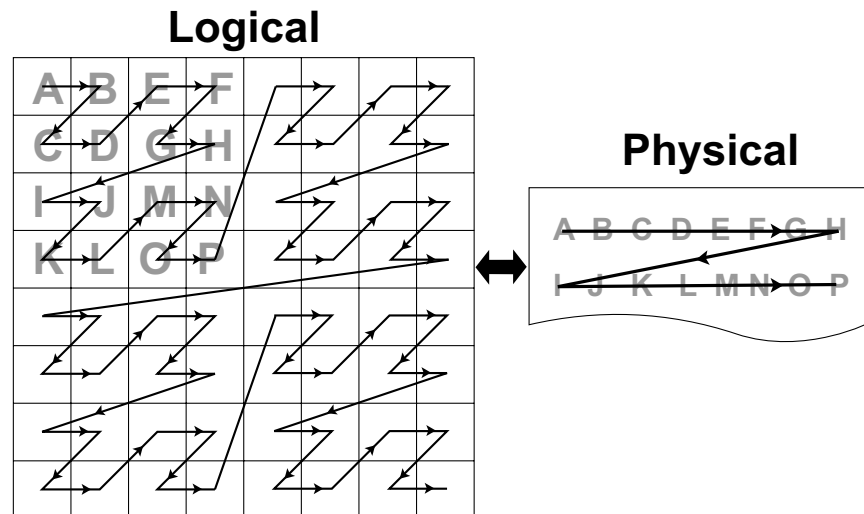 Logical
A B E F
C D G H
I J M N
K L O P
Physical
A B C D E F G H
I J K L M N O P